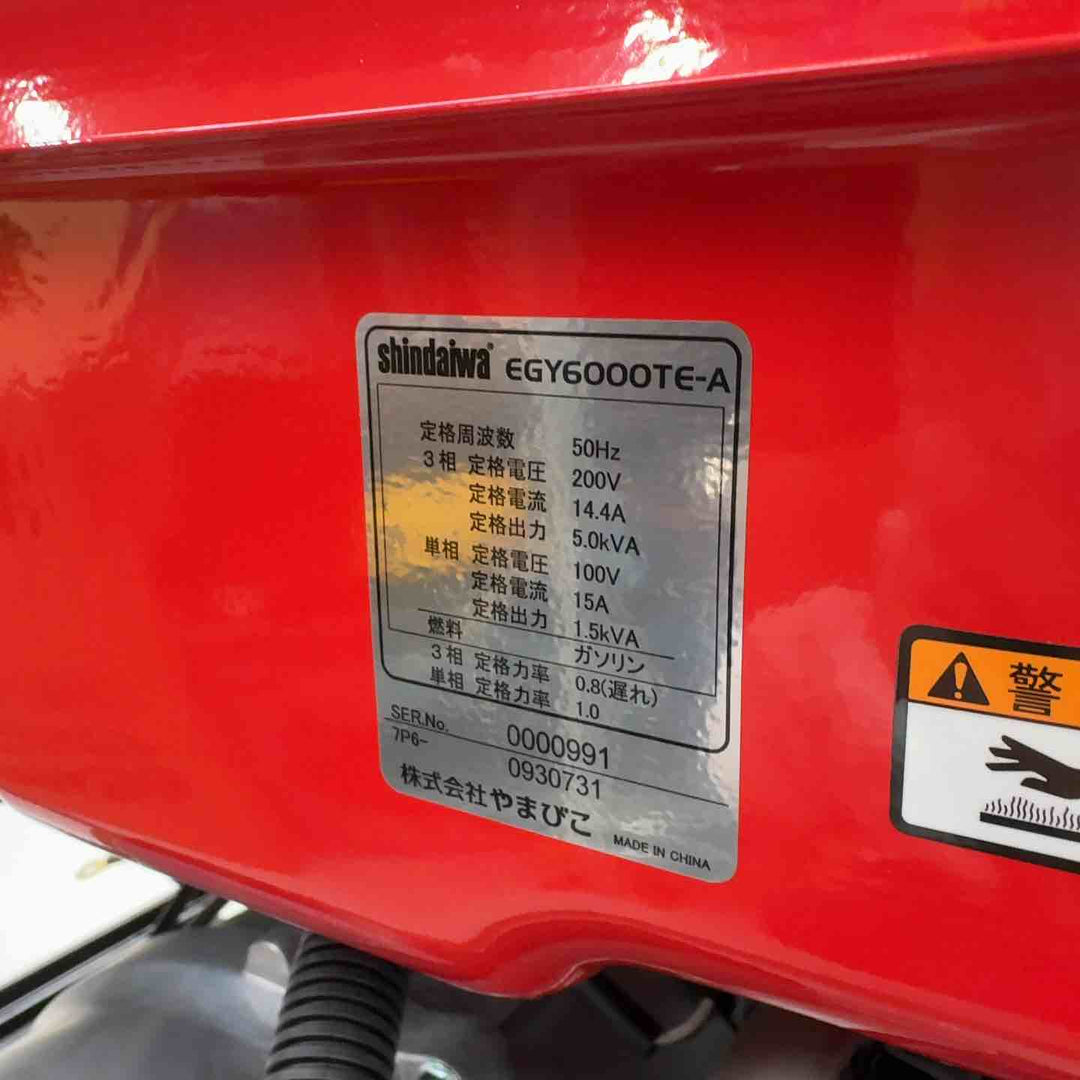 shindaiwa EGY6000TE-A
定格周波数 50Hz
3相 定格電圧 200V
定格電流 14.4A
定格出力 5.0kVA
単相 定格電圧 100V
定格電流 15A
定格出力 1.5kVA
燃料 ガソリン
3相 定格力率 0.8(遅れ)
単相 定格力率 1.0
SER.No. 0000991
7P6- 0930731
株式会社やまびこ
MADE IN CHINA
警